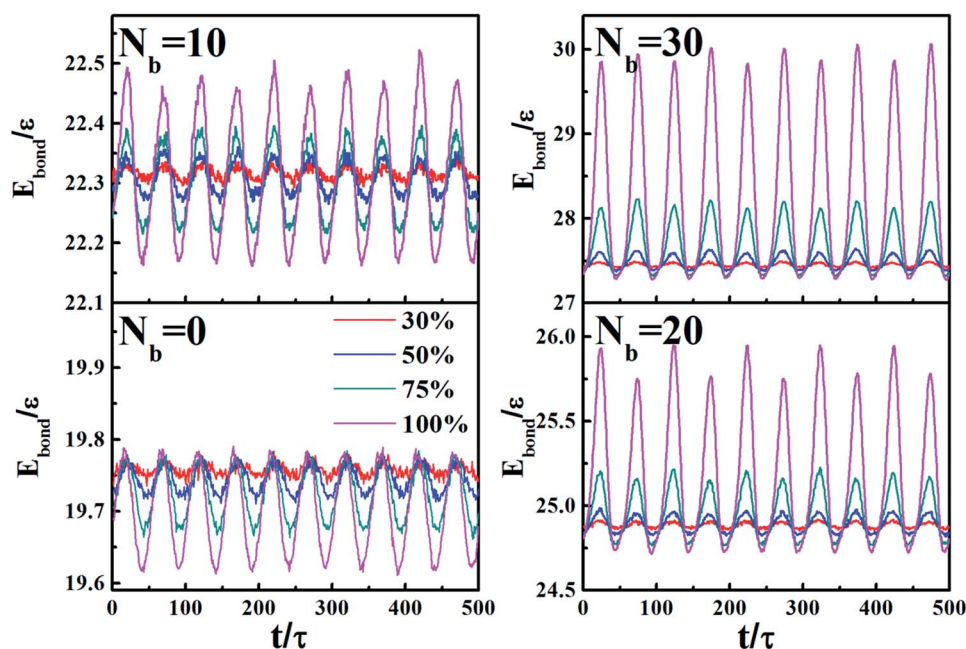 N_b=10
22.5
22.4
22.3
22.2
22.1
E_bond/ε
N_b=30
30
29
28
27
E_bond/ε
N_b=0
30%
50%
75%
100%
19.9
19.8
19.7
19.6
E_bond/ε
0 100 200 300 400 500
t/τ
N_b=20
26.0
25.5
25.0
24.5
E_bond/ε
0 100 200 300 400 500
t/τ